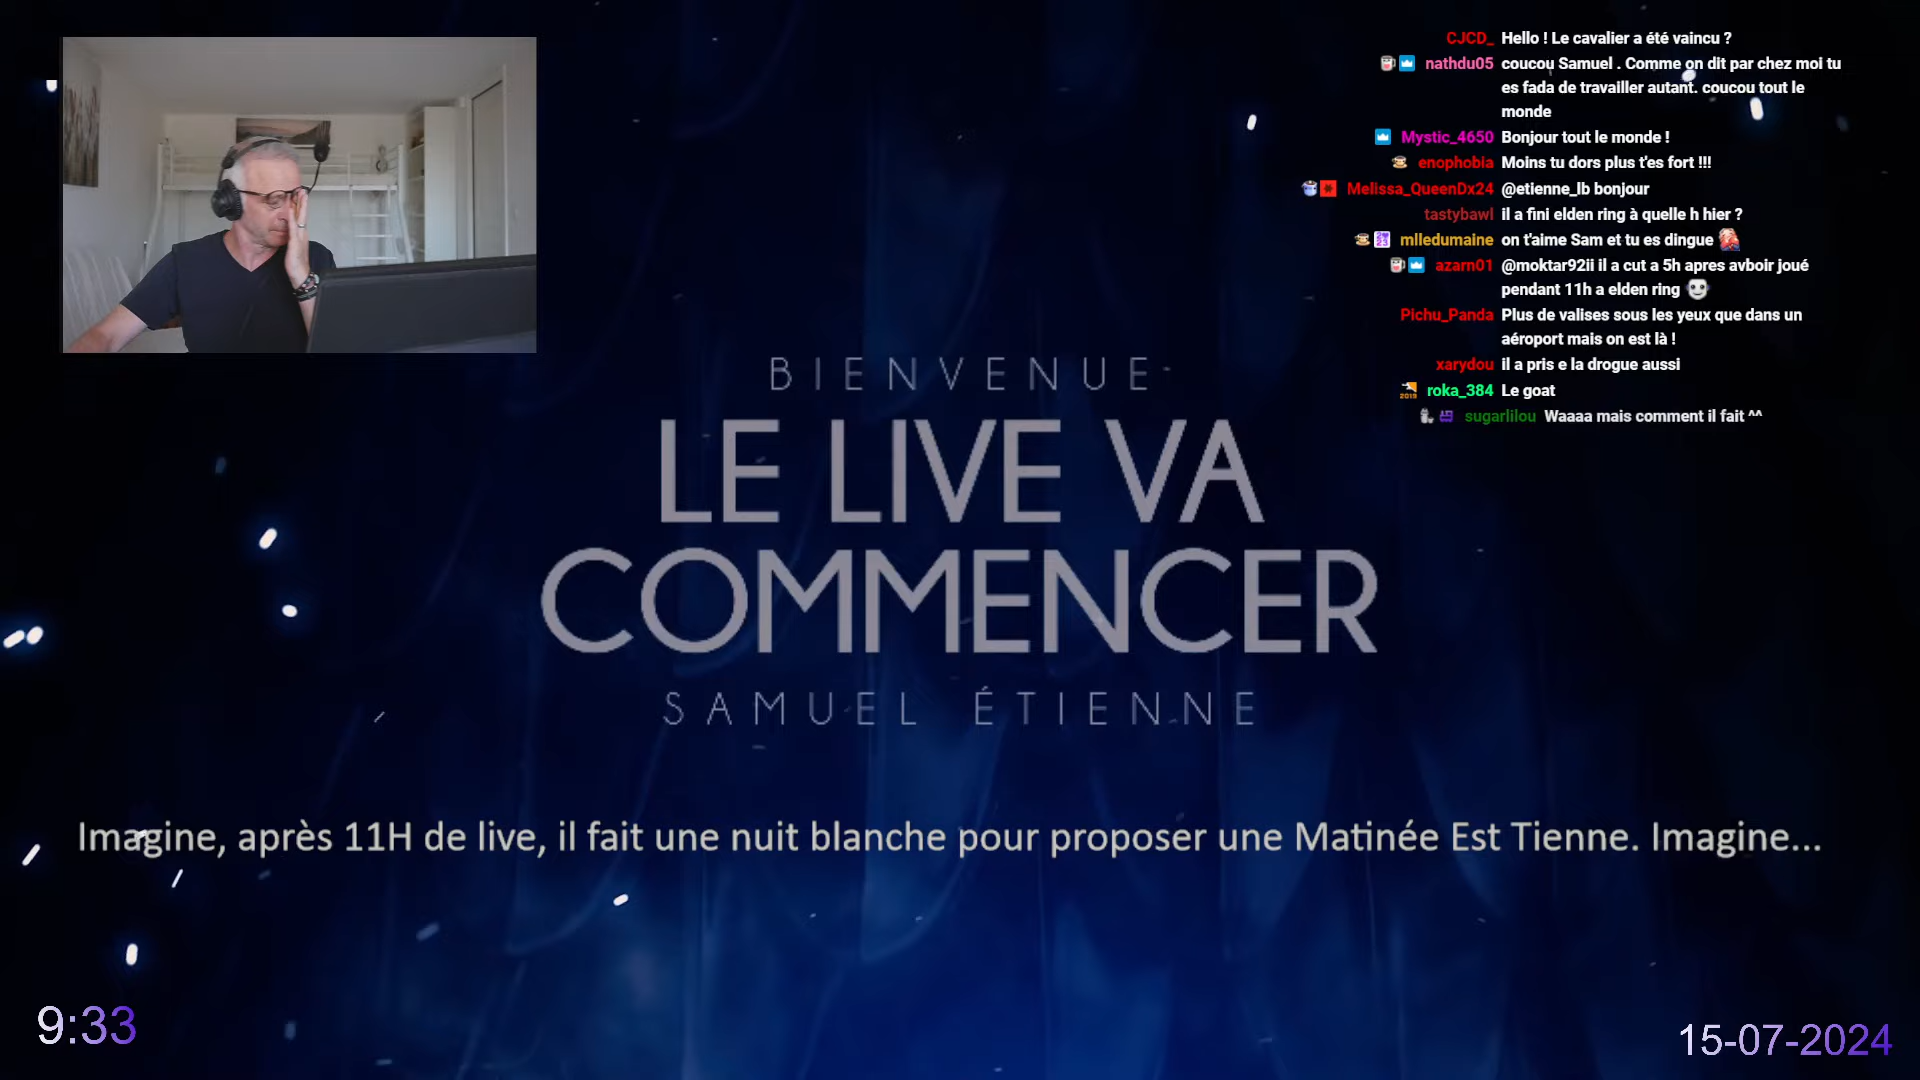 CJCD_ Hello ! Le cavalier a été vaincu ?
nathdu05 coucou Samuel . Comme on dit par chez moi tu
es fada de travailler autant. coucou tout le
monde
Mystic_4650 Bonjour tout le monde !
enophobia Moins tu dors plus t'es fort !!!
Melissa_QueenDx24 @etienne_lb bonjour
tastybawl il a fini elden ring à quelle h hier ?
mlledumaine on t'aime Sam et tu es dingue
azarn01 @moktar92ii il a cut a 5h apres avboir joué
pendant 11h a elden ring
Pichu_Panda Plus de valises sous les yeux que dans un
aéroport mais on est là !
xarydou il a pris e la drogue aussi
roka_384 Le goat
sugarlilou Waaaa mais comment il fait ^^
BIENVENUE
LE LIVE VA
COMMENCER
SAMUEL ÉTIENNE
Imagine, après 11H de live, il fait une nuit blanche pour proposer une Matinée Est Tienne. Imagine...
9:33
15-07-2024